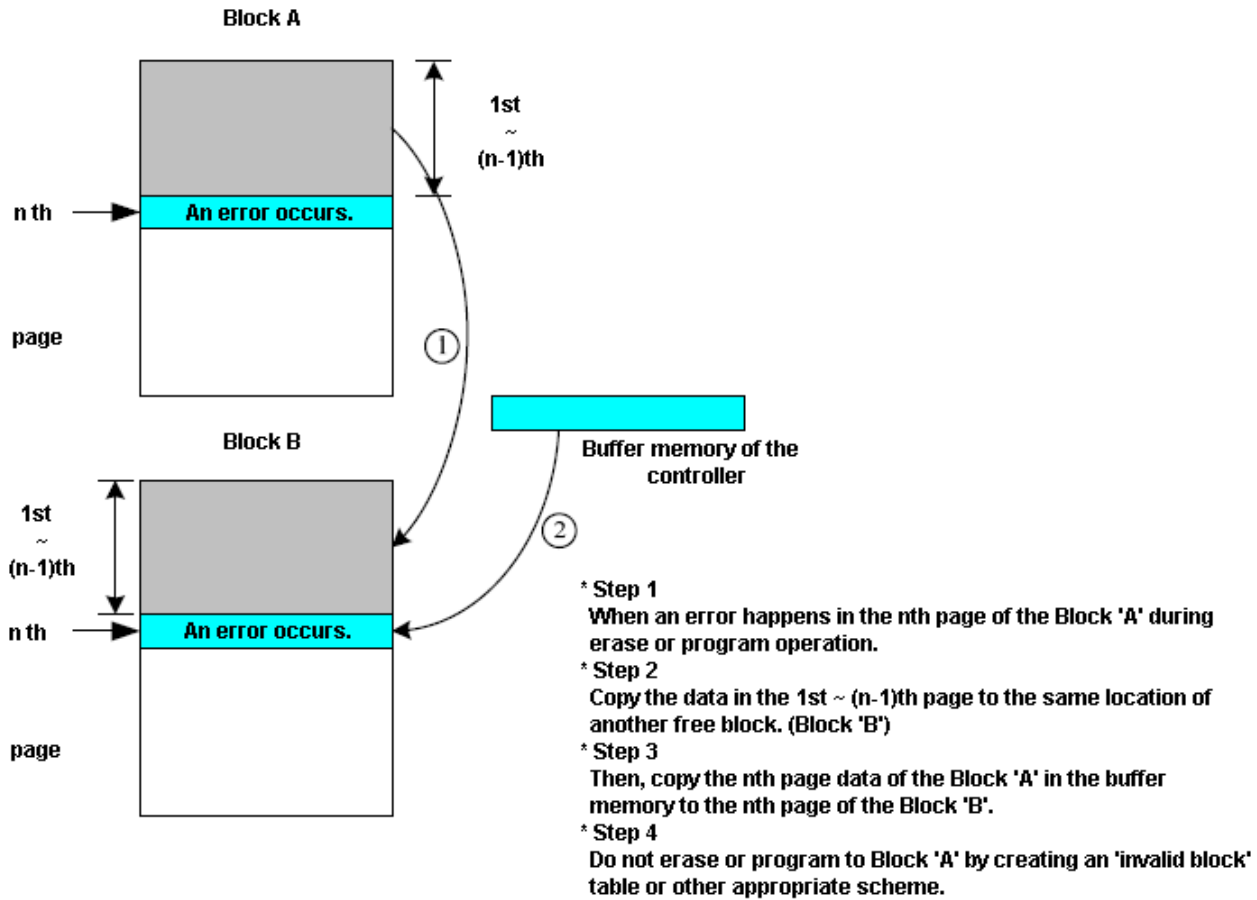 Block A
1st
~
(n-1)th
n th
An error occurs.
page
1
Block B
Buffer memory of the
controller
1st
~
(n-1)th
2
n th
An error occurs.
page
* Step 1
When an error happens in the nth page of the Block 'A' during
erase or program operation.
* Step 2
Copy the data in the 1st ~ (n-1)th page to the same location of
another free block. (Block 'B')
* Step 3
Then, copy the nth page data of the Block 'A' in the buffer
memory to the nth page of the Block 'B'.
* Step 4
Do not erase or program to Block 'A' by creating an 'invalid block'
table or other appropriate scheme.